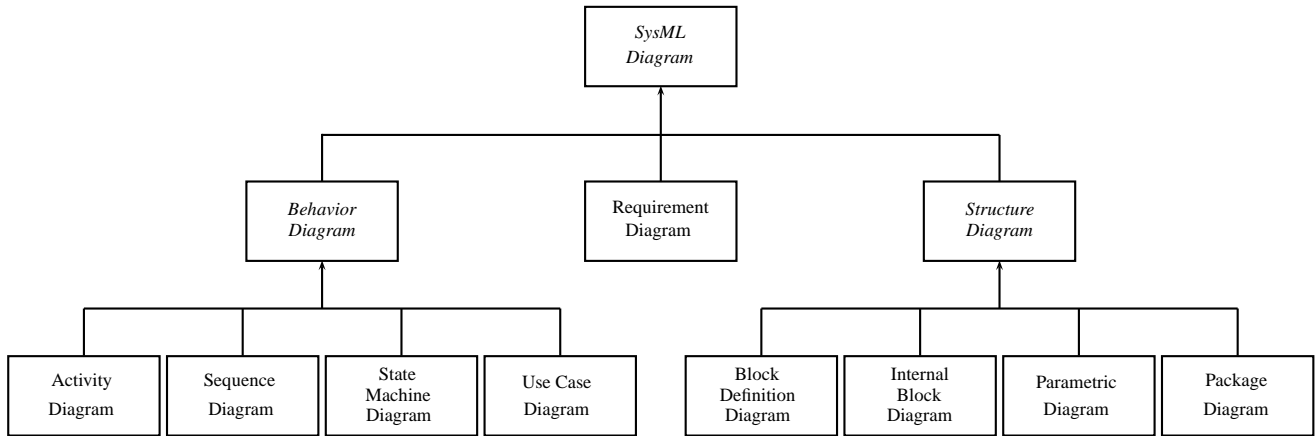 SysML
Diagram
Behavior
Diagram
Requirement
Diagram
Structure
Diagram
Activity
Diagram
Sequence
Diagram
State
Machine
Diagram
Use Case
Diagram
Block
Definition
Diagram
Internal
Block
Diagram
Parametric
Diagram
Package
Diagram